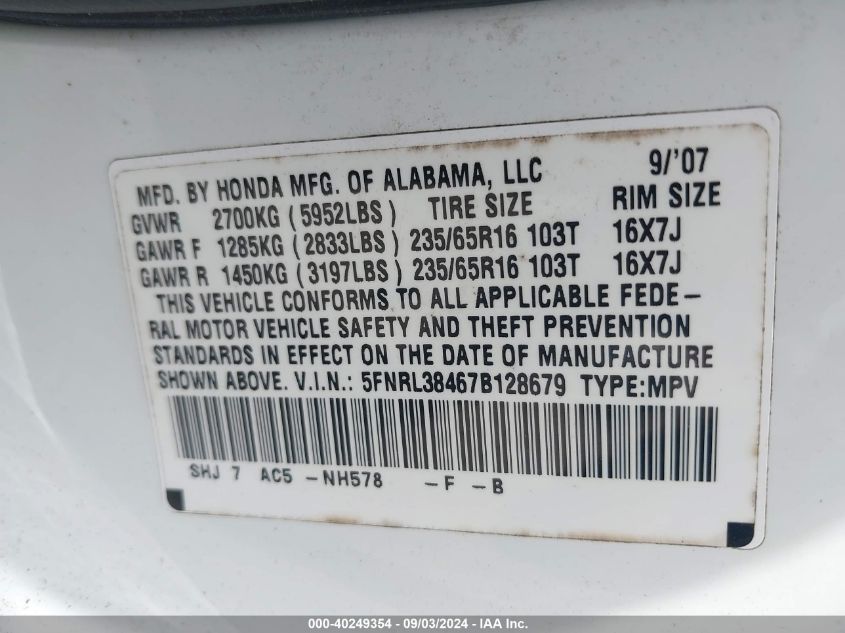 MFD. BY HONDA MFG. OF ALABAMA, LLC 9/'07
GVWR 2700KG (5952LBS) TIRE SIZE RIM SIZE
GAWR F 1285KG (2833LBS) 235/65R16 103T 16X7J
GAWR R 1450KG (3197LBS) 235/65R16 103T 16X7J
THIS VEHICLE CONFORMS TO ALL APPLICABLE FEDE-
RAL MOTOR VEHICLE SAFETY AND THEFT PREVENTION
STANDARDS IN EFFECT ON THE DATE OF MANUFACTURE
SHOWN ABOVE. V.I.N.: 5FNRL38467B128679 TYPE:MPV
SHJ 7 AC5 -NH578 -F -B
000-40249354 - 09/03/2024 - COPYRIGHT © IAA, INC.